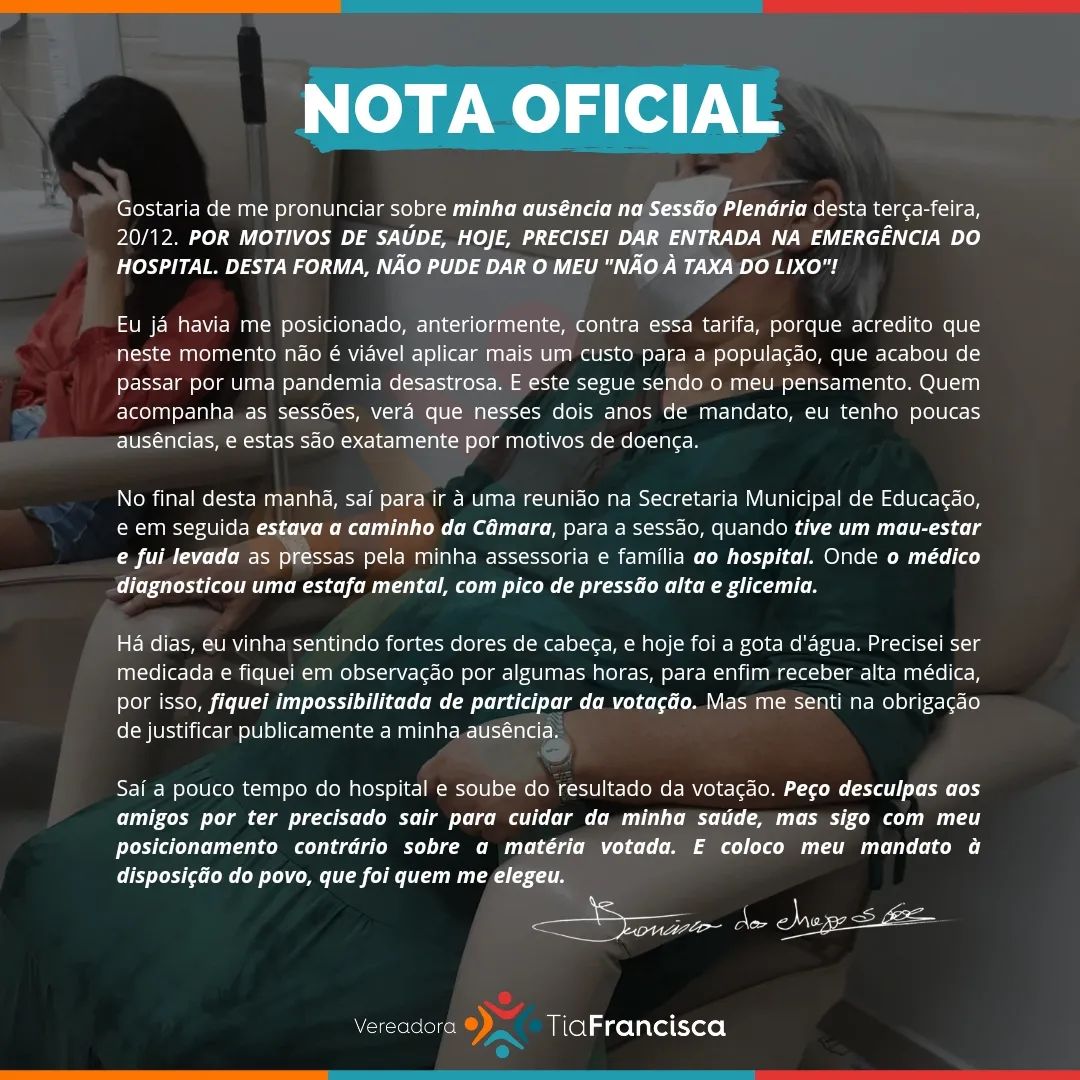 NOTA OFICIAL
Gostaria de me pronunciar sobre minha ausência na Sessão Plenária desta terça-feira,
20/12. POR MOTIVOS DE SAÚDE, HOJE, PRECISEI DAR ENTRADA NA EMERGÊNCIA DO
HOSPITAL. DESTA FORMA, NÃO PUDE DAR O MEU "NÃO À TAXA DO LIXO"!
Eu já havia me posicionado, anteriormente, contra essa tarifa, porque acredito que
neste momento não é viável aplicar mais um custo para a população, que acabou de
passar por uma pandemia desastrosa. E este segue sendo o meu pensamento. Quem
acompanha as sessões, verá que nesses dois anos de mandato, eu tenho poucas
ausências, e estas são exatamente por motivos de doença.
No final desta manhã, saí para ir à uma reunião na Secretaria Municipal de Educação,
e em seguida estava a caminho da Câmara, para a sessão, quando tive um mau-estar
e fui levada as pressas pela minha assessoria e família ao hospital. Onde o médico
diagnosticou uma estafa mental, com pico de pressão alta e glicemia.
Há dias, eu vinha sentindo fortes dores de cabeça, e hoje foi a gota d'água. Precisei ser
medicada e fiquei em observação por algumas horas, para enfim receber alta médica,
por isso, fiquei impossibilitada de participar da votação. Mas me senti na obrigação
de justificar publicamente a minha ausência.
Saí a pouco tempo do hospital e soube do resultado da votação. Peço desculpas aos
amigos por ter precisado sair para cuidar da minha saúde, mas sigo com meu
posicionamento contrário sobre a matéria votada. E coloco meu mandato à
disposição do povo, que foi quem me elegeu.
Francisca das
Vereadora TiaFrancisca